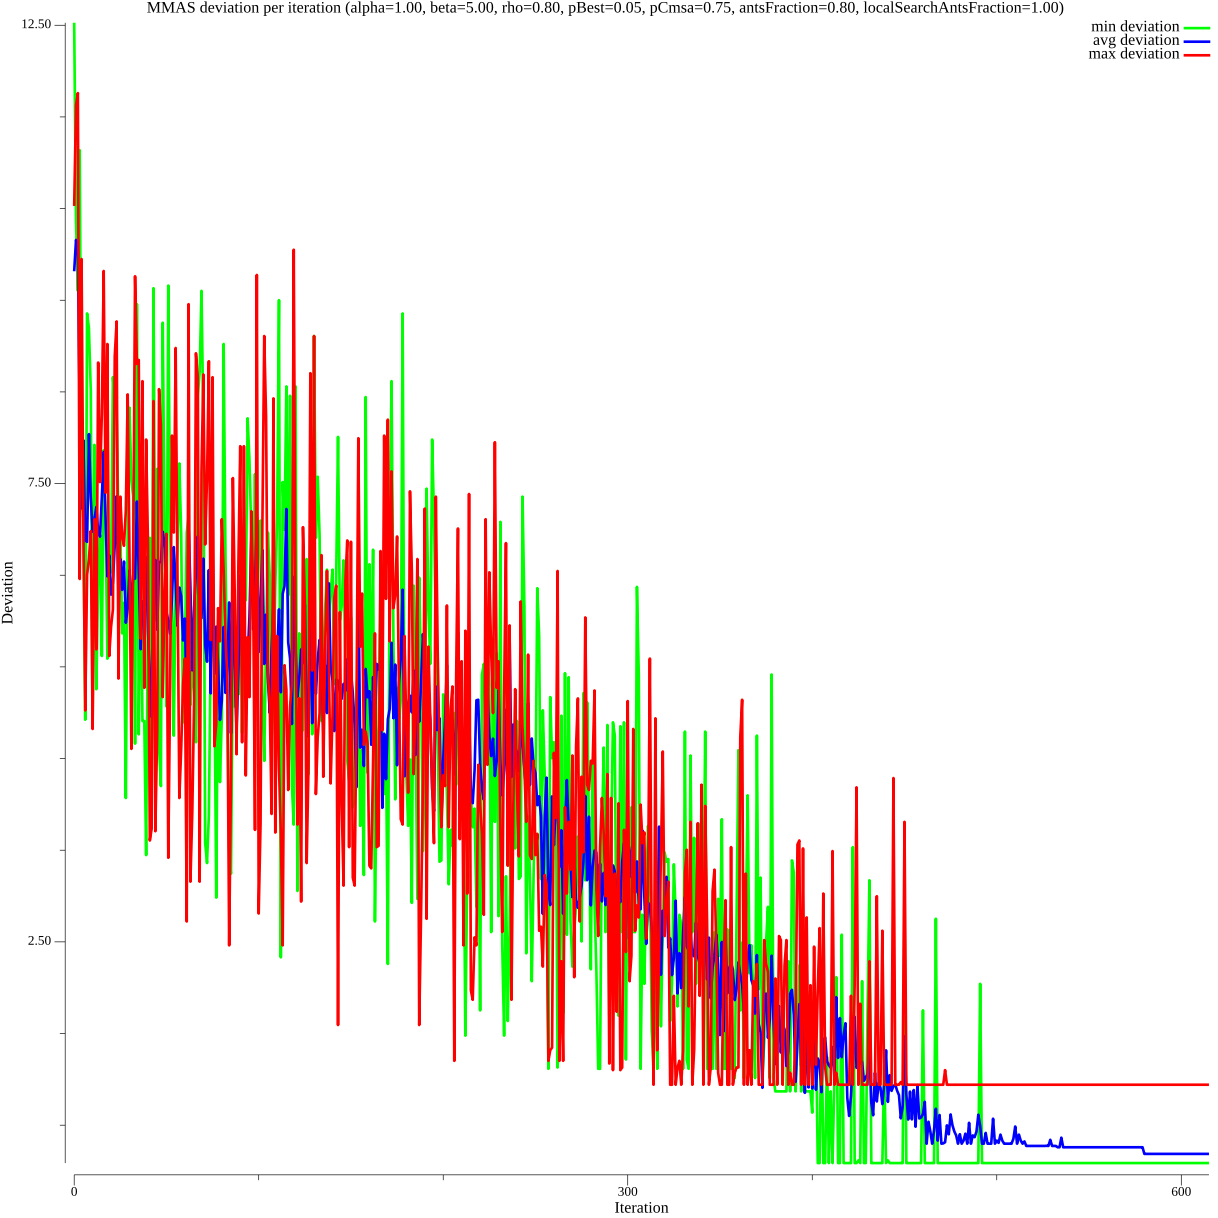 MMAS deviation per iteration (alpha=1.00, beta=5.00, rho=0.80, pBest=0.05, pCmsa=0.75, antsFraction=0.80, localSearchAntsFraction=1.00)
12.50
min deviation
avg deviation
max deviation
7.50
Deviation
2.50
0
300
600
Iteration